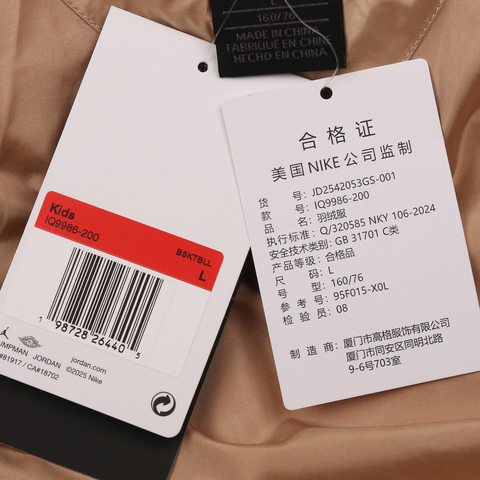 L
160/76
MADE IN CHINA
FABRIQUÉ EN CHINE
HECHO EN CHINA
Kids
IQ9986-200
BSKTBLL
L
1 98728 26440 5
JUMPMAN JORDAN
#81917 / CA#18702
jordan.com
© 2025 Nike
合格证
美国NIKE公司监制
货号: JD2542053GS-001
款号: IQ9986-200
品名: 羽绒服
执行标准: Q/320585 NKY 106-2024
安全技术类别: GB 31701 C类
产品等级: 合格品
尺码: L
型号: 160/76
参考号: 95F015-X0L
检验员: 08
制造商: 厦门市高格服饰有限公司
厦门市同安区同明北路
9-6号703室